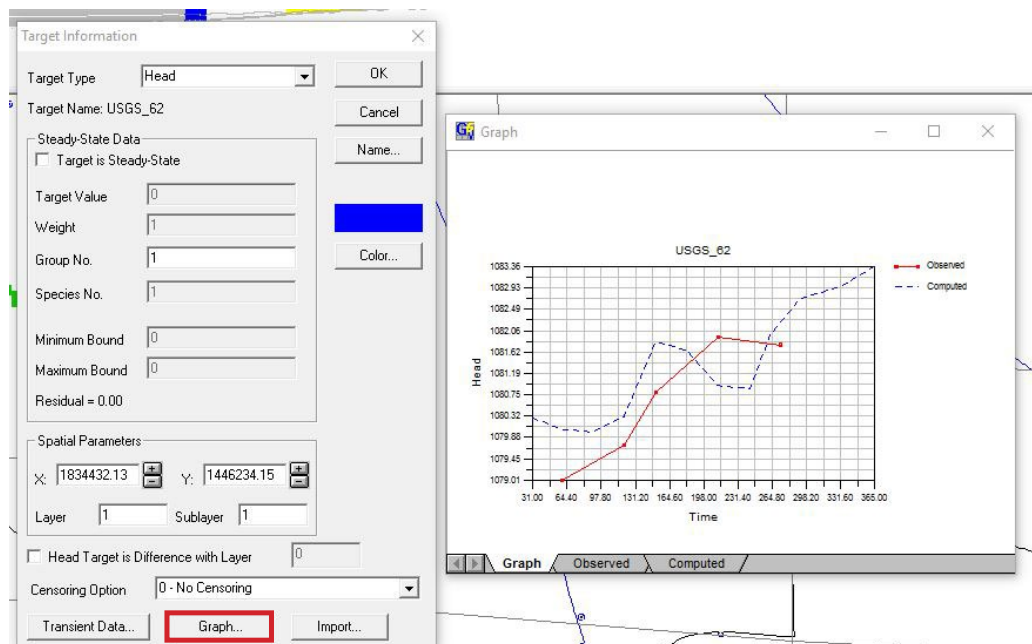 Target Information
Target Type Head OK
Target Name: USGS_62 Cancel
Steady-State Data
Target is Steady-State Name...
Target Value 0
Weight 1
Group No. 1 Color...
Species No. 1
Minimum Bound 0
Maximum Bound 0
Residual = 0.00
Spatial Parameters
X: 1834432.13 + - Y: 1446234.15 + -
Layer 1 Sublayer 1
Head Target is Difference with Layer 0
Censoring Option 0 - No Censoring
Transient Data... Graph... Import...
Graph
USGS_62
1083.36
1082.93
1082.49
1082.06
1081.62
1081.19
1080.75
1080.32
1079.88
1079.45
1079.01
Head
31.00 64.40 97.80 131.20 164.60 198.00 231.40 264.80 298.20 331.60 365.00
Time
Observed
Computed
Graph Observed Computed